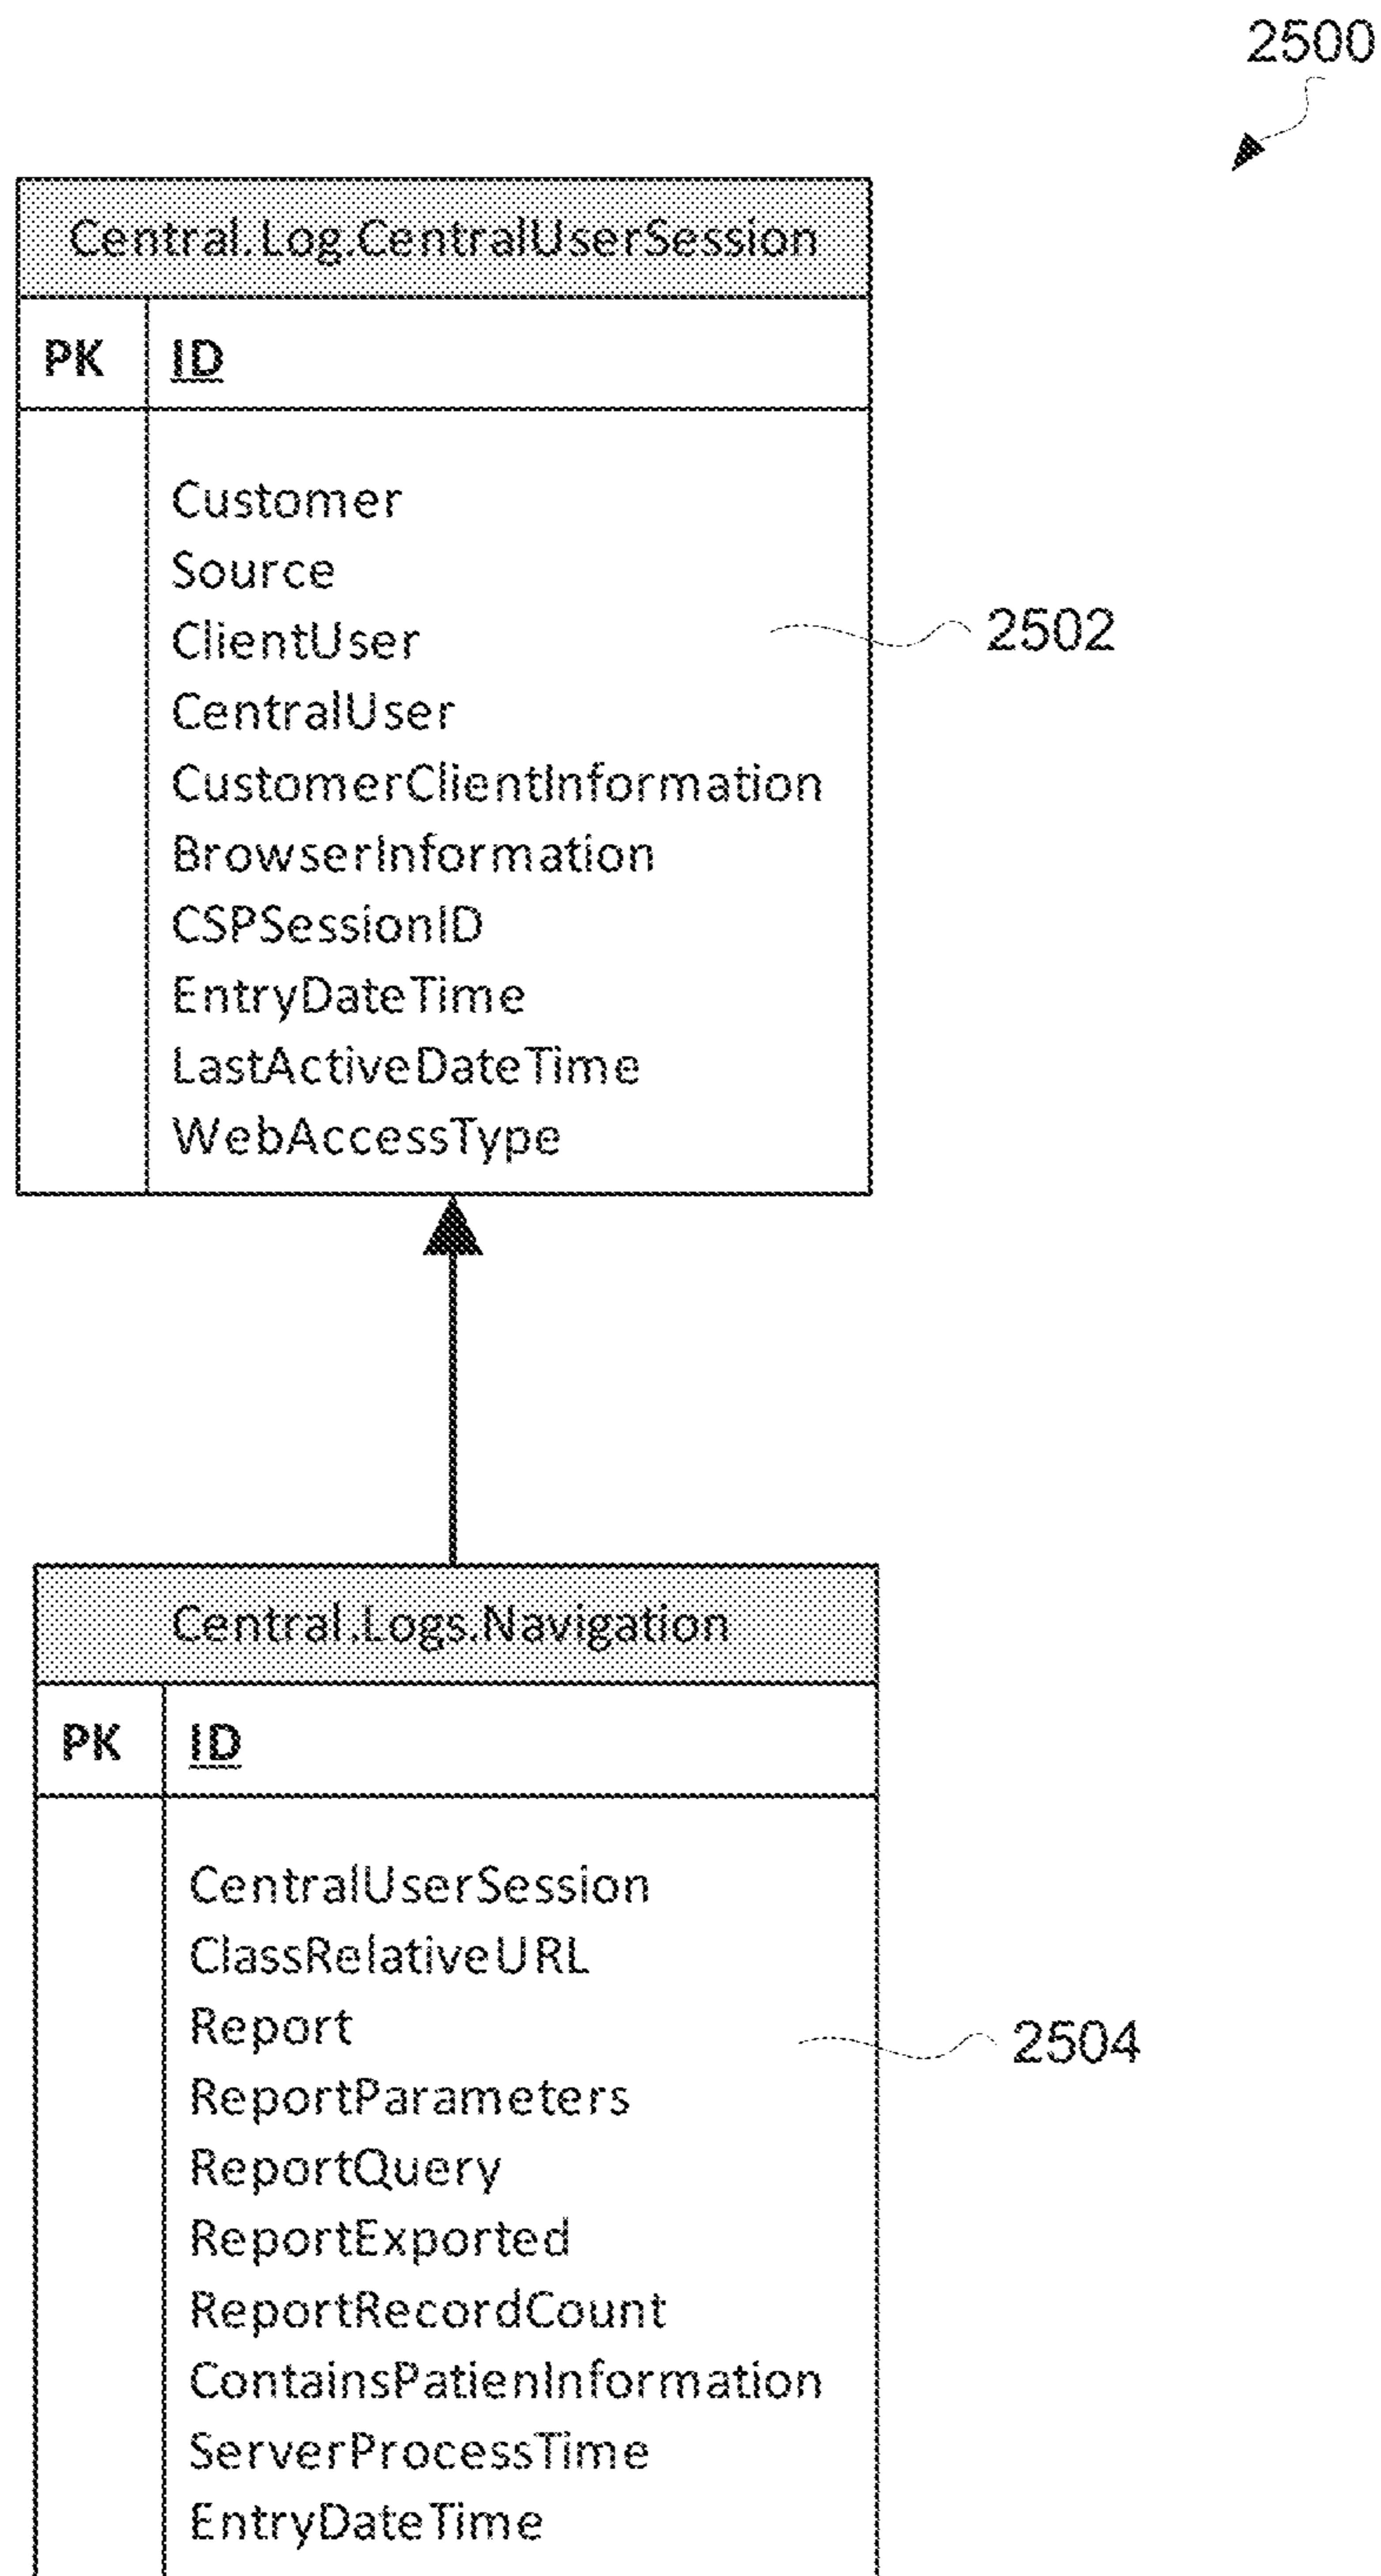 2500
Central.Log.CentralUserSession
PK ID
Customer
Source
ClientUser
2502
CentralUser
CustomerClientInformation
BrowserInformation
CSPSessionID
EntryDateTime
LastActiveDateTime
WebAccessType
Central.Logs.Navigation
PK ID
CentralUserSession
ClassRelativeURL
Report
2504
ReportParameters
ReportQuery
ReportExported
ReportRecordCount
ContainsPatienInformation
ServerProcessTime
EntryDateTime